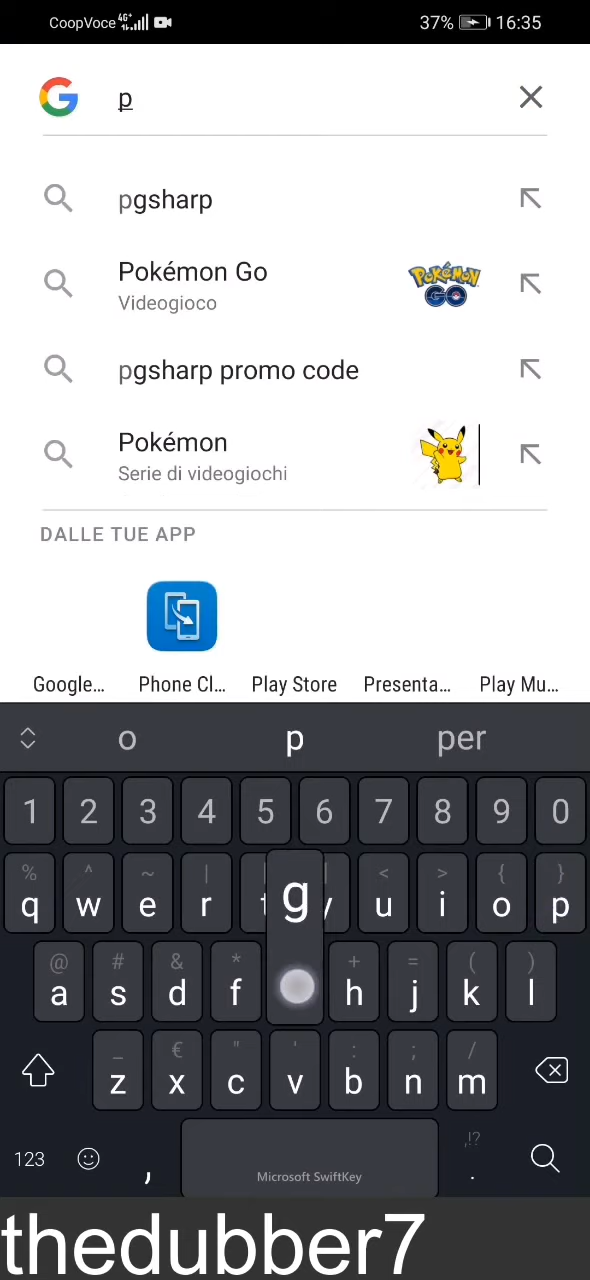 CoopVoce 4G+ 37% 16:35
p
pgsharp
Pokémon Go
Videogioco
POKÉMON GO
pgsharp promo code
Pokémon
Serie di videogiochi
DALLE TUE APP
Google... Phone Cl... Play Store Presenta... Play Mu...
o p per
1 2 3 4 5 6 7 8 9 0
% ^ ~ | < > { }
q w e r t g y u i o p
@ # & * + = ( )
a s d f h j k l
_ € " ' : ; /
z x c v b n m
123 , ,!? .
Microsoft SwiftKey
thedubber7